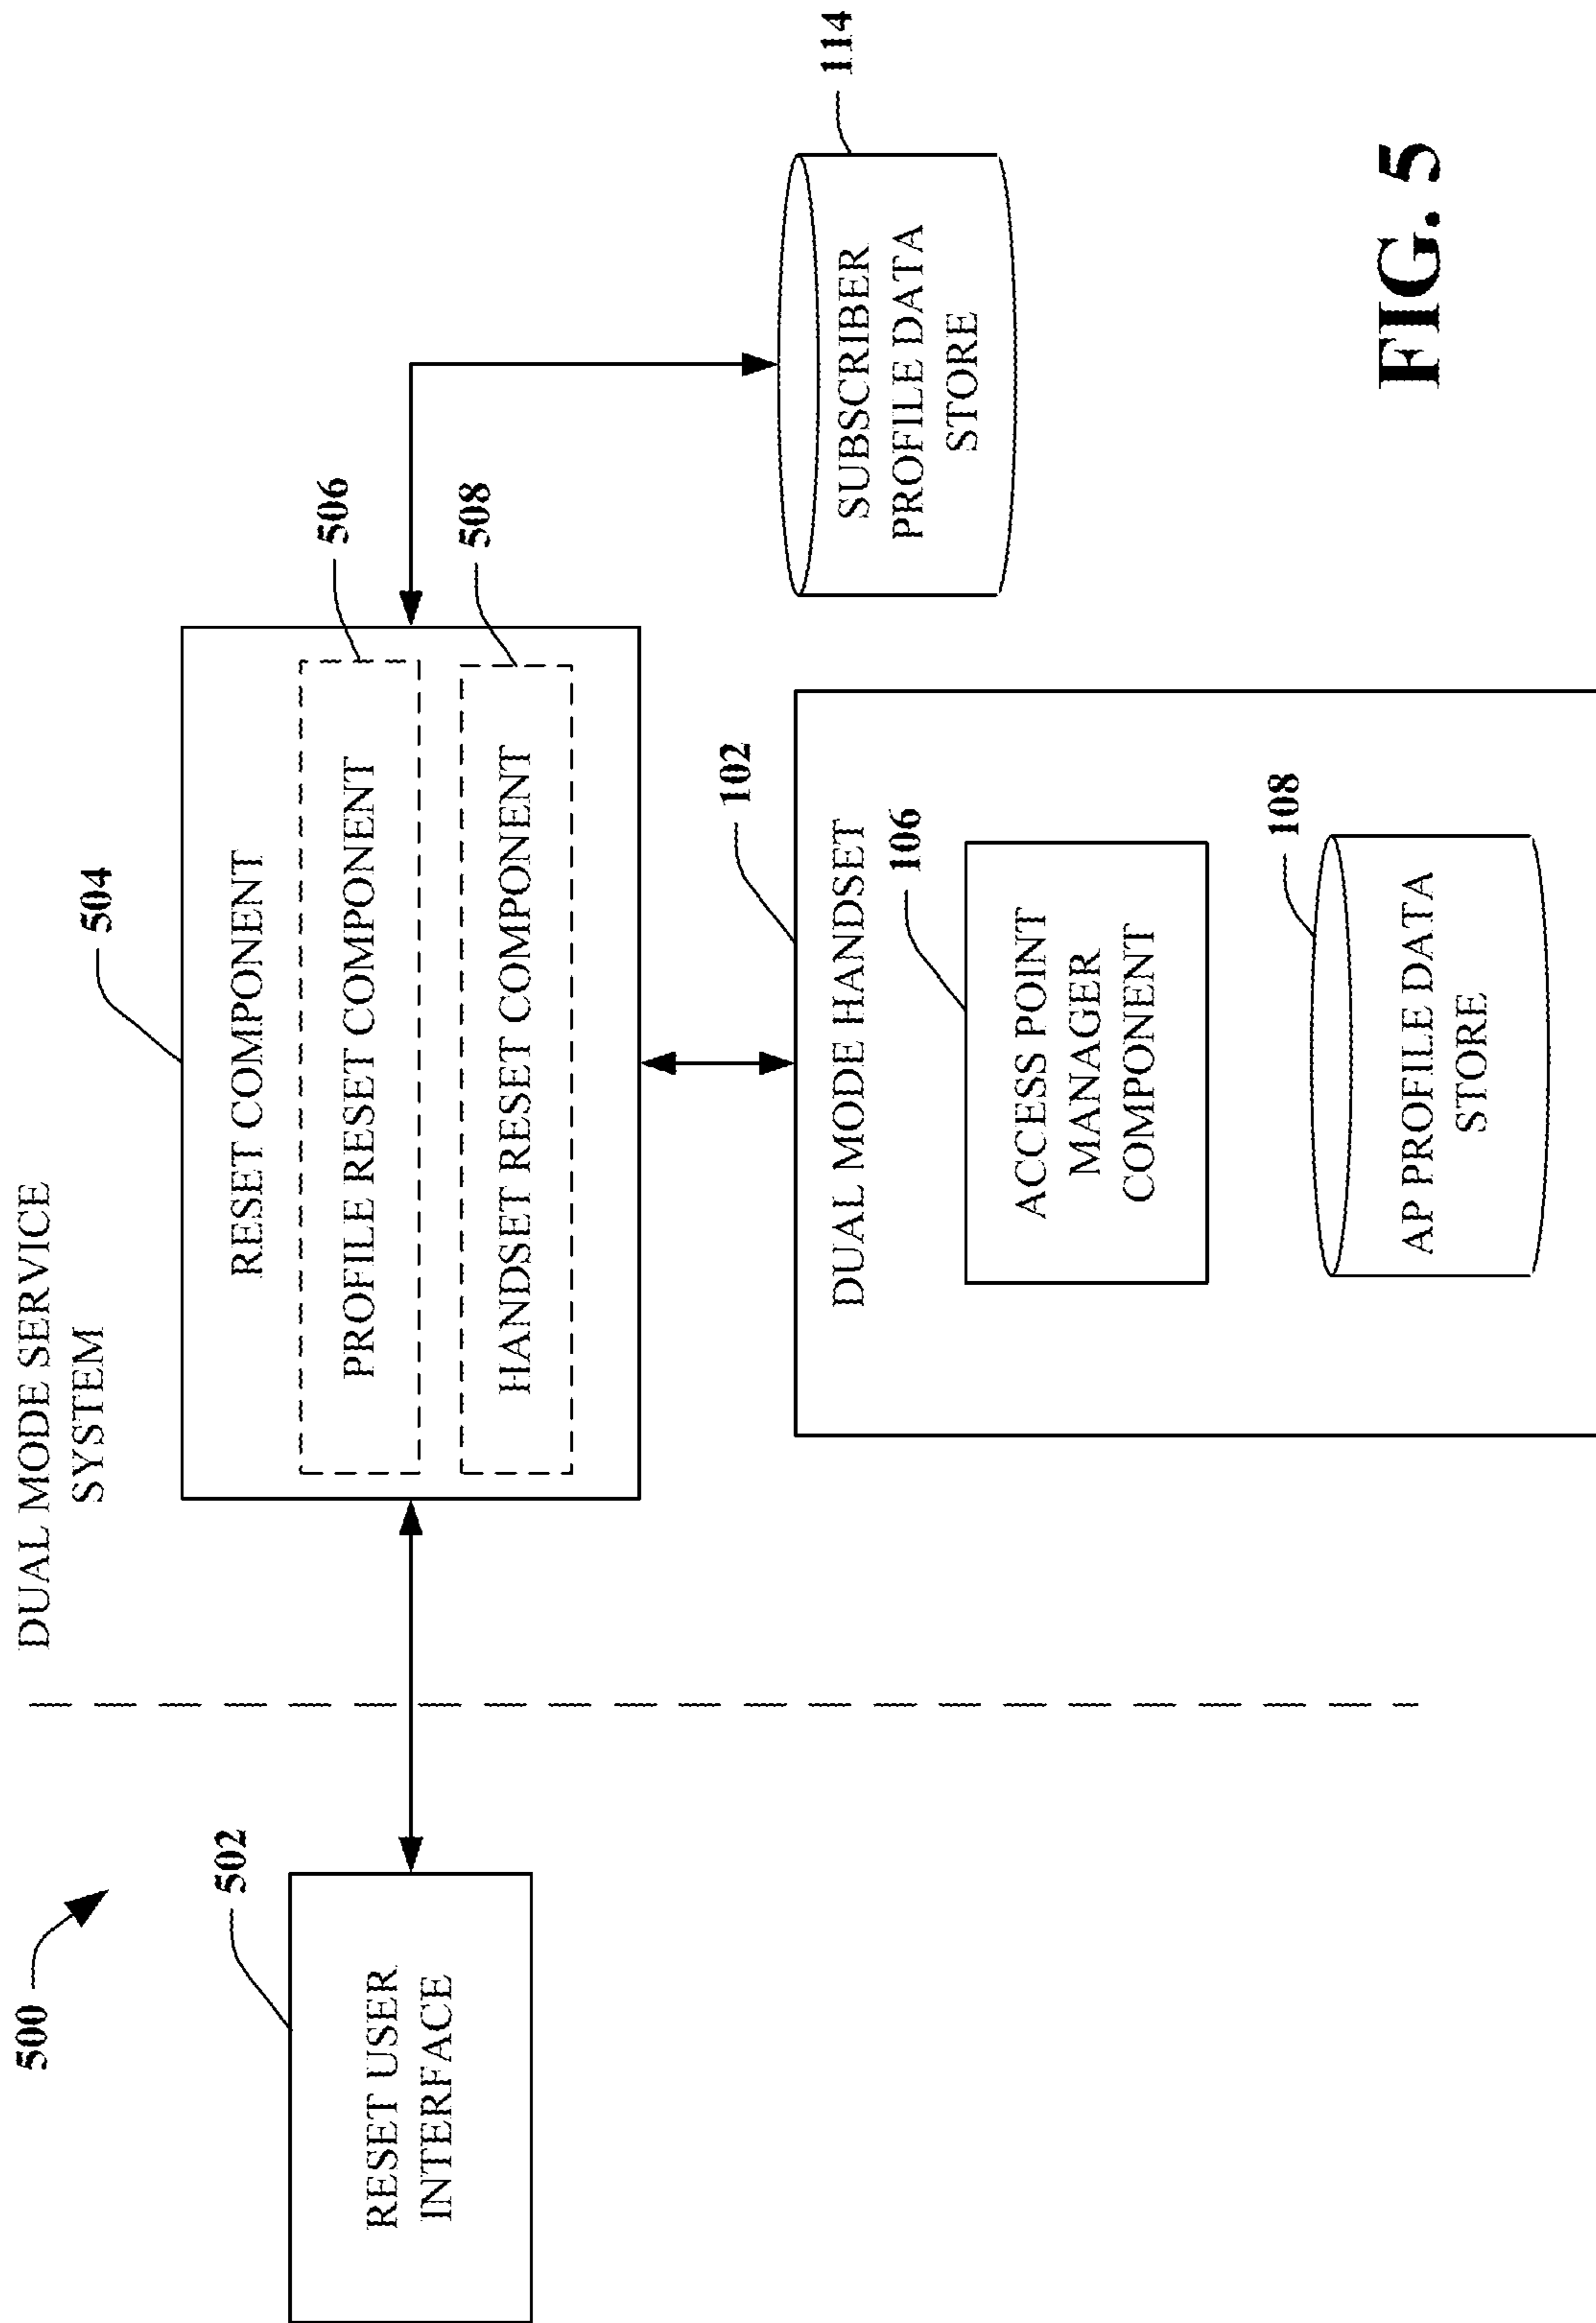 500
DUAL MODE SERVICE
SYSTEM
502
RESET USER
INTERFACE
504
RESET COMPONENT
506
PROFILE RESET COMPONENT
508
HANDSET RESET COMPONENT
102
DUAL MODE HANDSET
106
ACCESS POINT
MANAGER
COMPONENT
108
AP PROFILE DATA
STORE
114
SUBSCRIBER
PROFILE DATA
STORE
FIG. 5